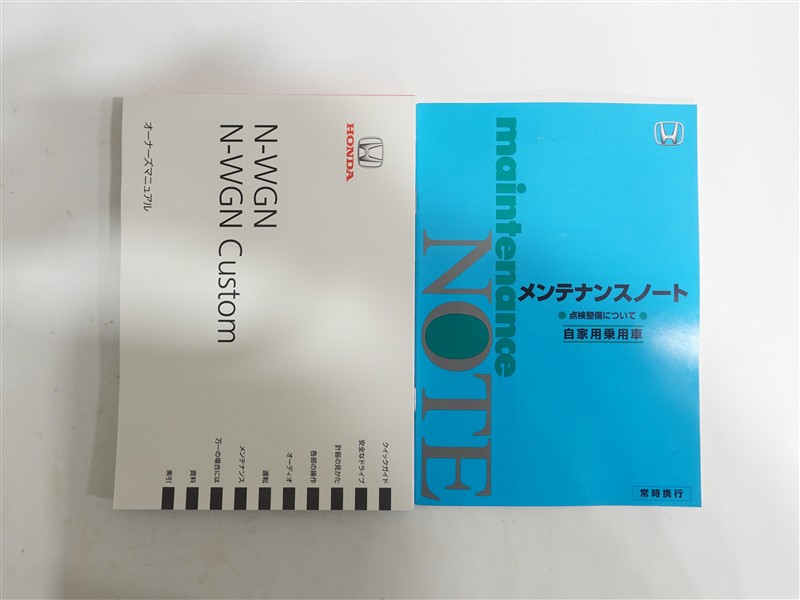 HONDA
N-WGN
N-WGN Custom
オーナーズマニュアル
クイックガイド
安全なドライブ
計器の見かた
各部の操作
オーディオ
運転
メンテナンス
万一の場合には
資料
索引
maintenance
NOTE
メンテナンスノート
点検整備について
自家用乗用車
常時携行